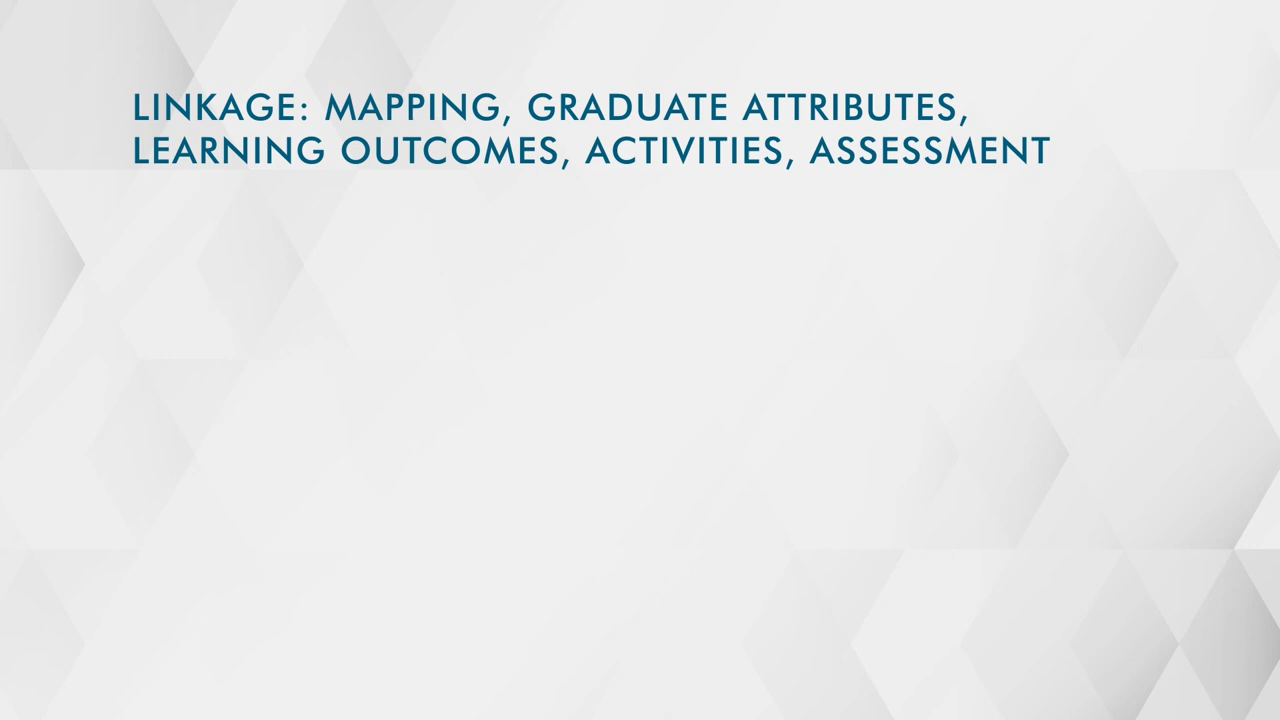 LINKAGE: MAPPING, GRADUATE ATTRIBUTES,
LEARNING OUTCOMES, ACTIVITIES, ASSESSMENT